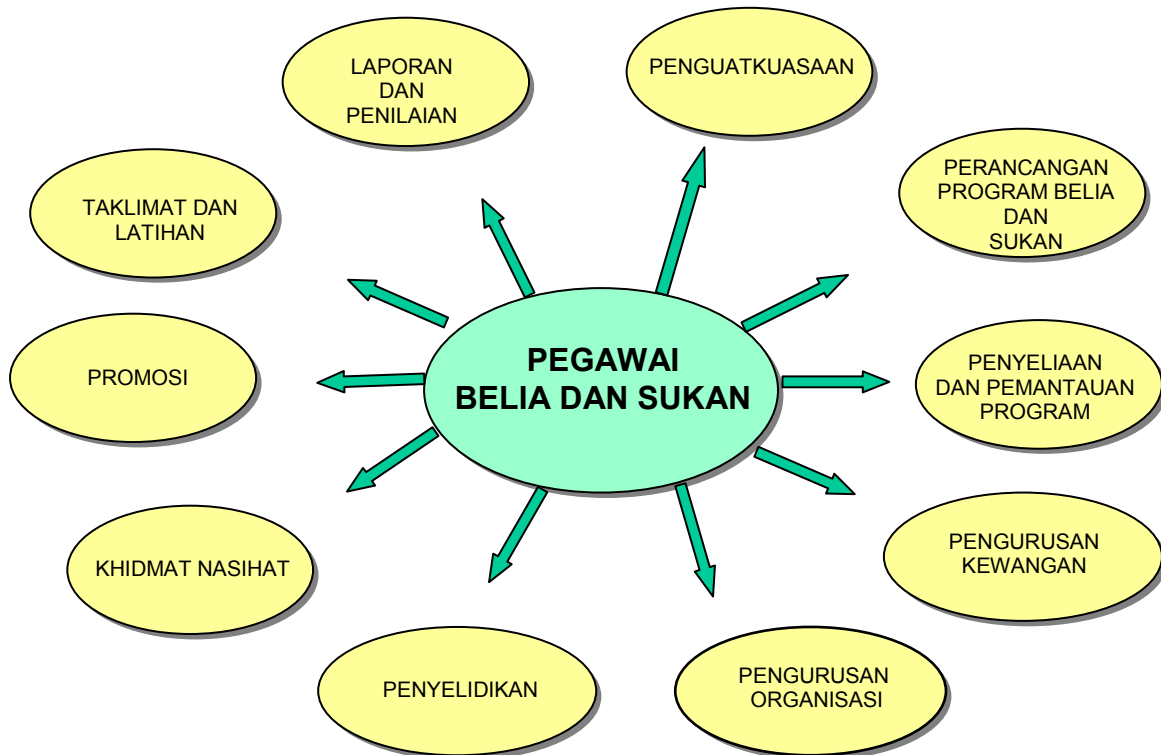 LAPORAN
DAN
PENILAIAN
PENGUATKUASAAN
PERANCANGAN
PROGRAM BELIA
DAN
SUKAN
TAKLIMAT DAN
LATIHAN
PEGAWAI
BELIA DAN SUKAN
PROMOSI
PENYELIAAN
DAN PEMANTAUAN
PROGRAM
KHIDMAT NASIHAT
PENGURUSAN
KEWANGAN
PENYELIDIKAN
PENGURUSAN
ORGANISASI